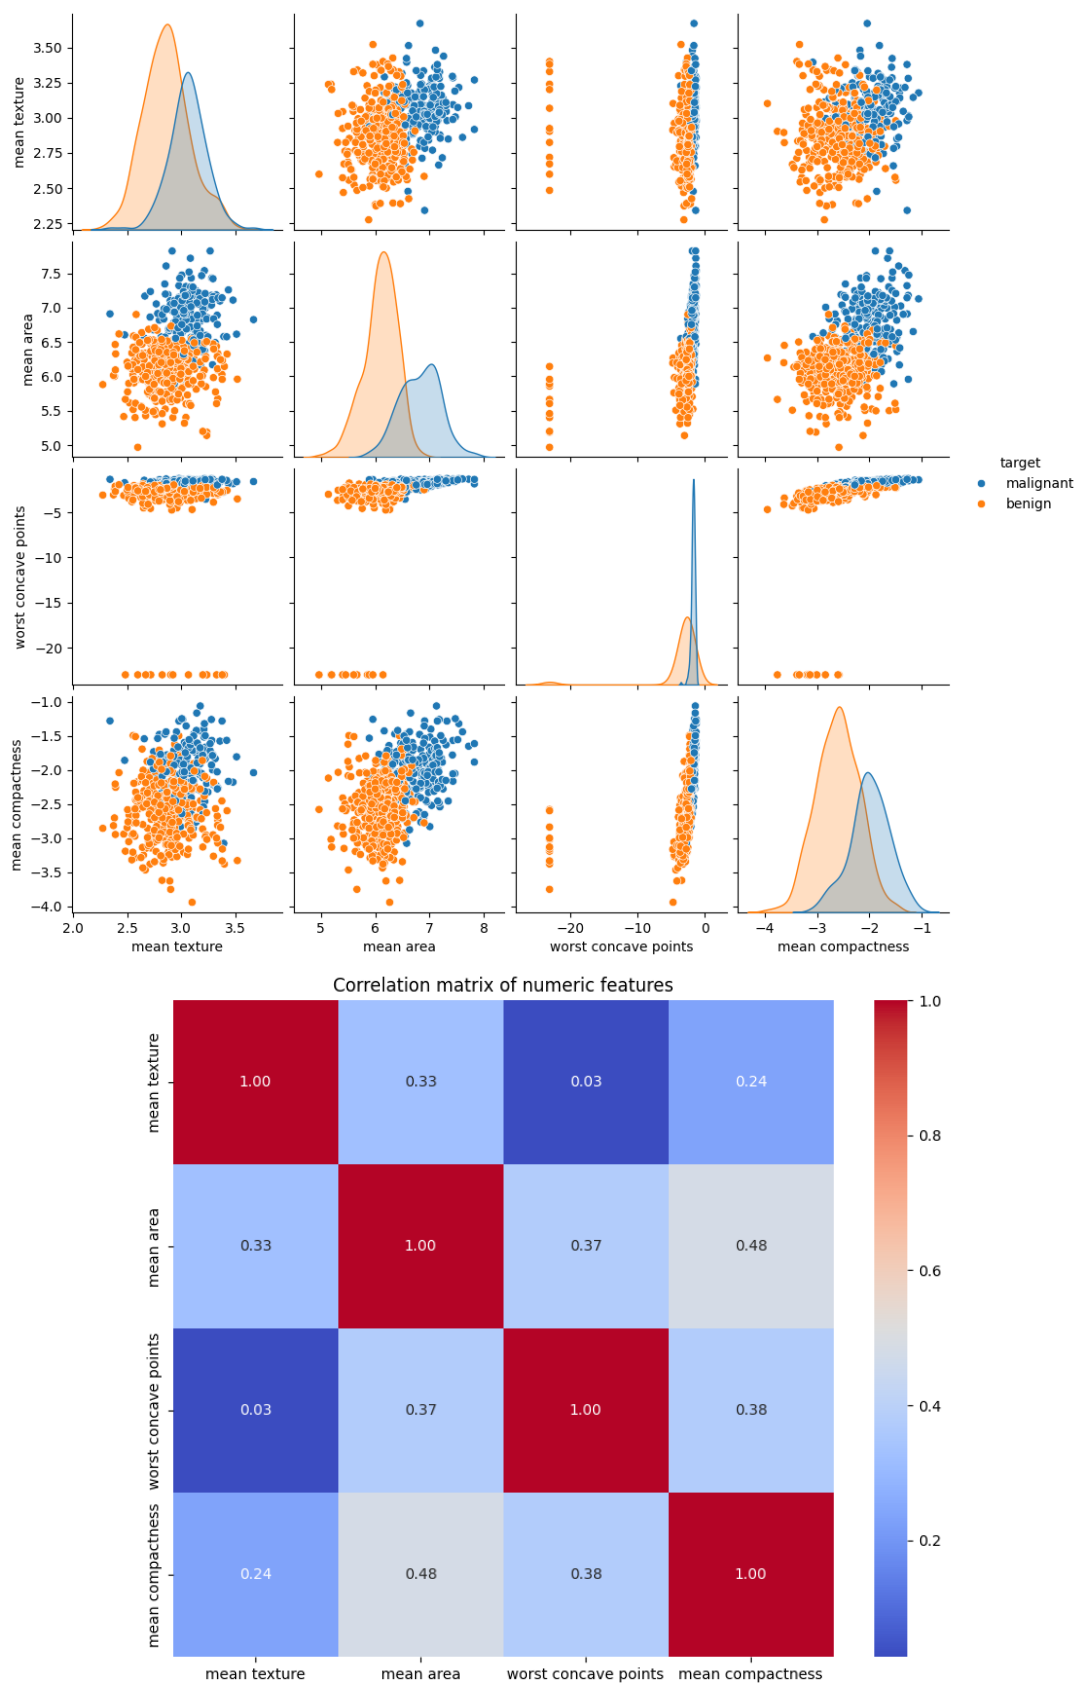 mean texture
3.50
3.25
3.00
2.75
2.50
2.25
mean area
7.5
7.0
6.5
6.0
5.5
5.0
worst concave points
−5
−10
−15
−20
target
malignant
benign
mean compactness
−1.0
−1.5
−2.0
−2.5
−3.0
−3.5
−4.0
2.0 2.5 3.0 3.5
5 6 7 8
−20 −10 0
−4 −3 −2 −1
mean texture
mean area
worst concave points
mean compactness
Correlation matrix of numeric features
mean texture
1.00 0.33 0.03 0.24
mean area
0.33 1.00 0.37 0.48
worst concave points
0.03 0.37 1.00 0.38
mean compactness
0.24 0.48 0.38 1.00
mean texture
mean area
worst concave points
mean compactness
1.0
0.8
0.6
0.4
0.2